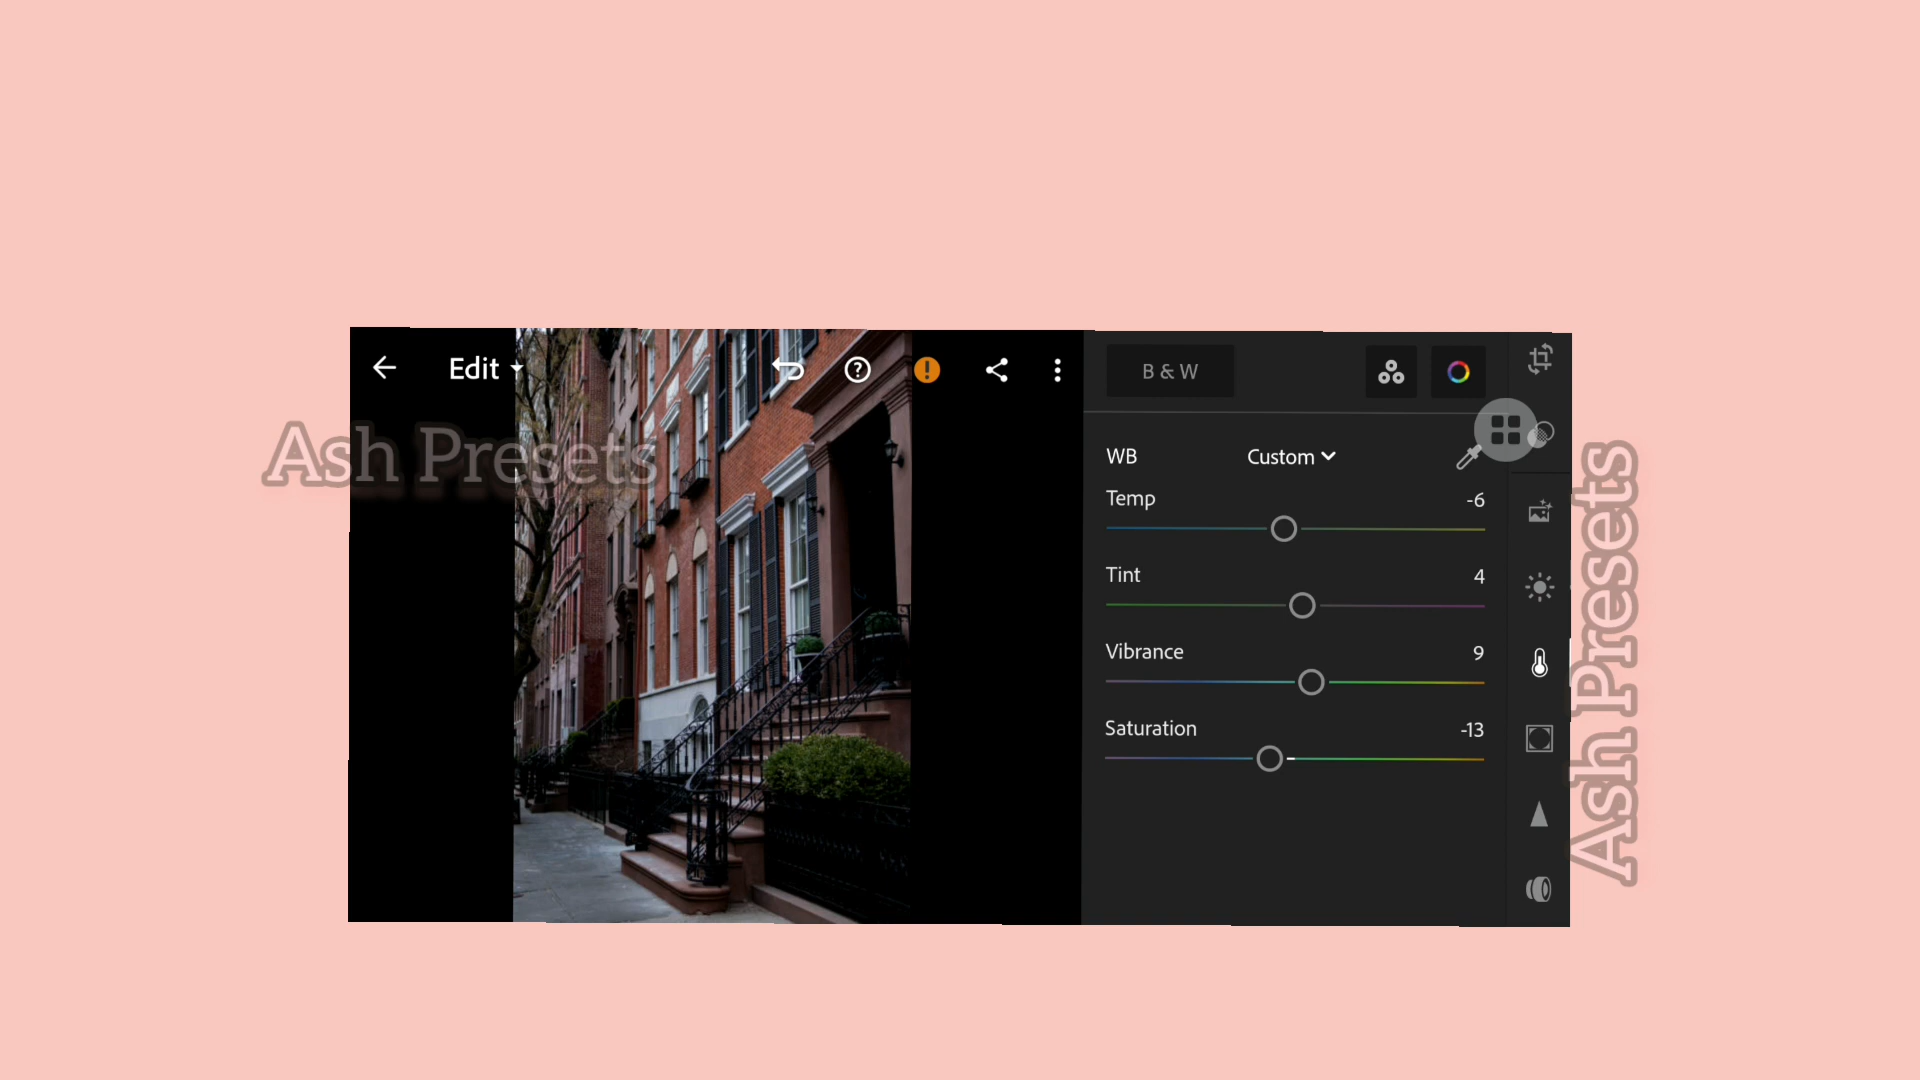 Edit
B & W
Ash Presets
WB
Custom
Temp
-6
Tint
4
Vibrance
9
Saturation
-13
Ash Presets